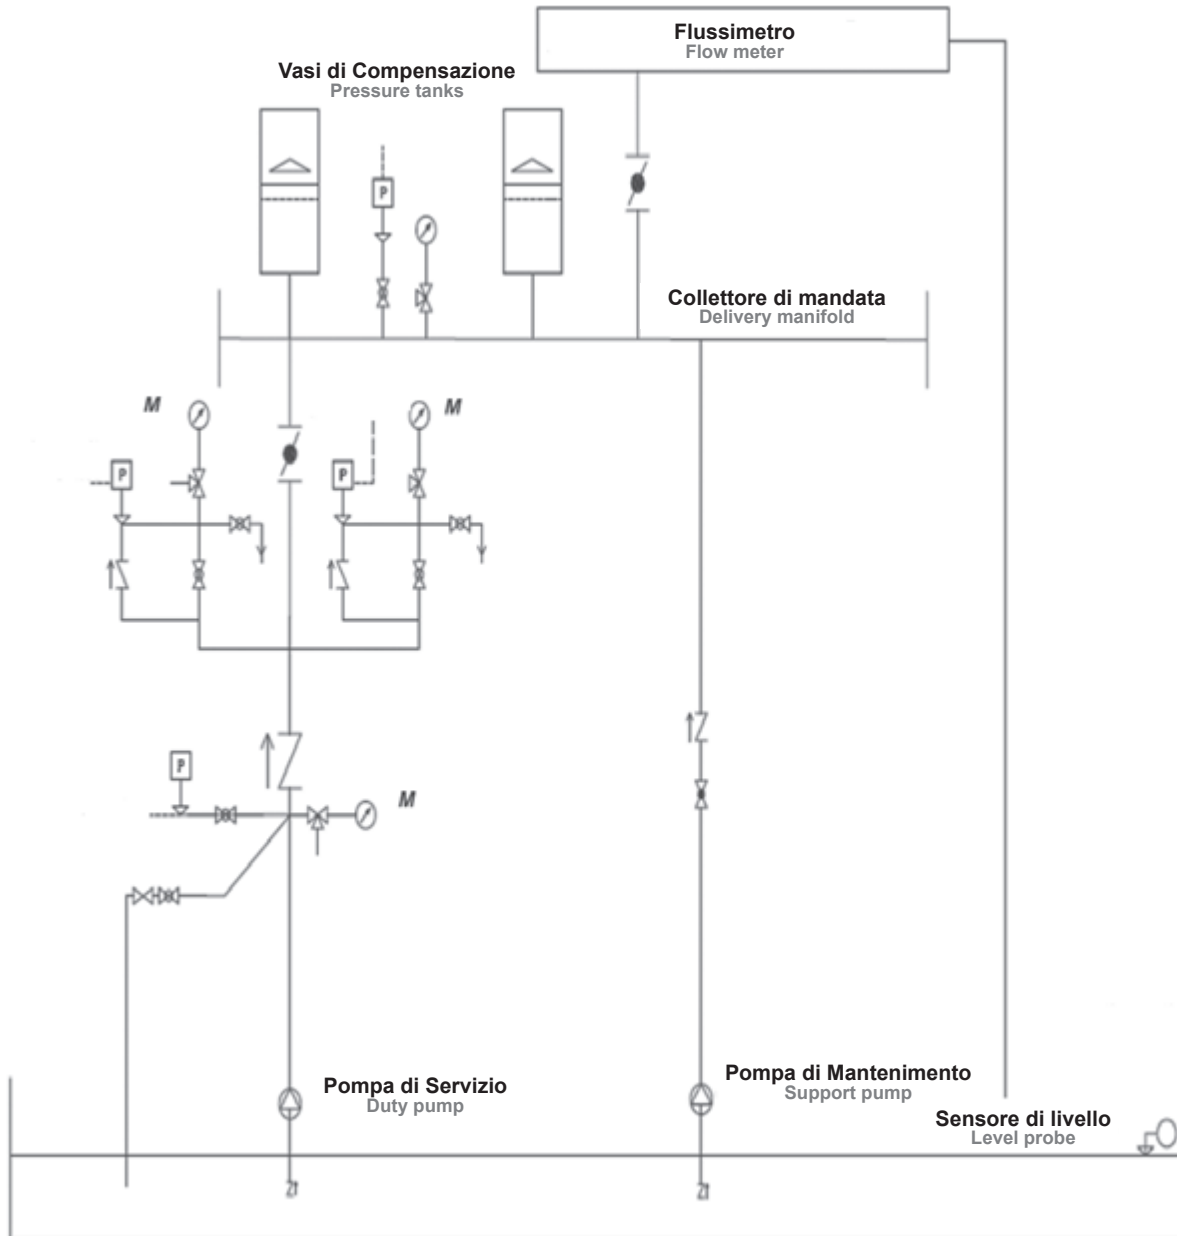 Flussimetro
Flow meter
Vasi di Compensazione
Pressure tanks
P
Collettore di mandata
Delivery manifold
M
M
P
P
P
M
Pompa di Servizio
Duty pump
Pompa di Mantenimento
Support pump
Sensore di livello
Level probe